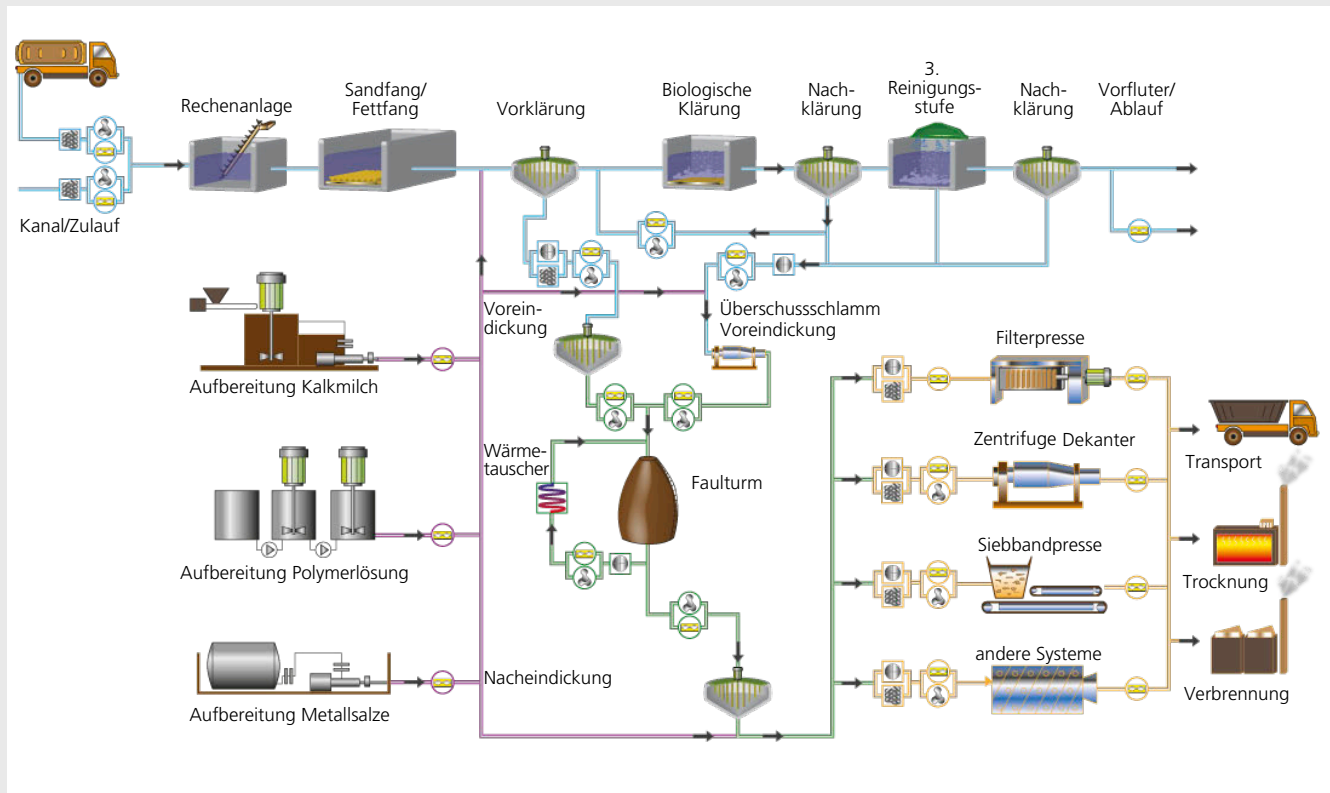 Rechenanlage
Sandfang/
Fettfang
Vorklärung
Biologische
Klärung
Nach-
klärung
3.
Reinigungs-
stufe
Nach-
klärung
Vorfluter/
Ablauf
Kanal/Zulauf
Vorein-
dickung
Überschussschlamm
Voreindickung
Aufbereitung Kalkmilch
Filterpresse
Wärme-
tauscher
Faulturm
Zentrifuge Dekanter
Transport
Aufbereitung Polymerlösung
Siebbandpresse
Trocknung
Nacheindickung
andere Systeme
Verbrennung
Aufbereitung Metallsalze